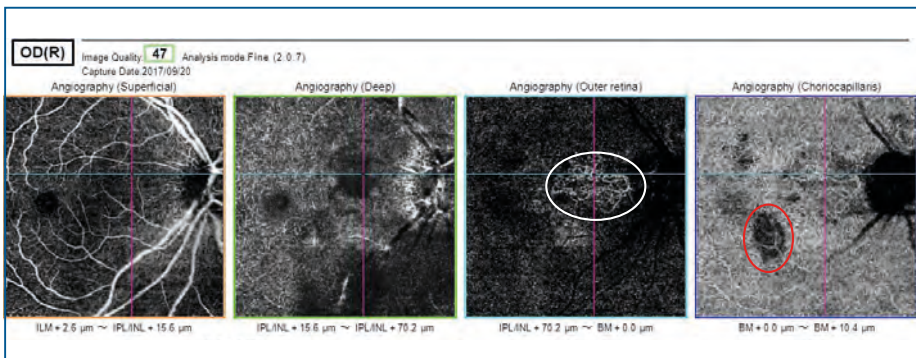 OD(R) Image Quality: 47 Analysis mode Fine (2.0.7)
Capture Date:2017/09/20
Angiography (Superficial) Angiography (Deep) Angiography (Outer retina) Angiography (Choriocapillaris)
ILM + 2.6 μm ~ IPL/INL + 15.6 μm IPL/INL + 15.6 μm ~ IPL/INL + 70.2 μm IPL/INL + 70.2 μm ~ BM + 0.0 μm BM + 0.0 μm ~ BM + 10.4 μm